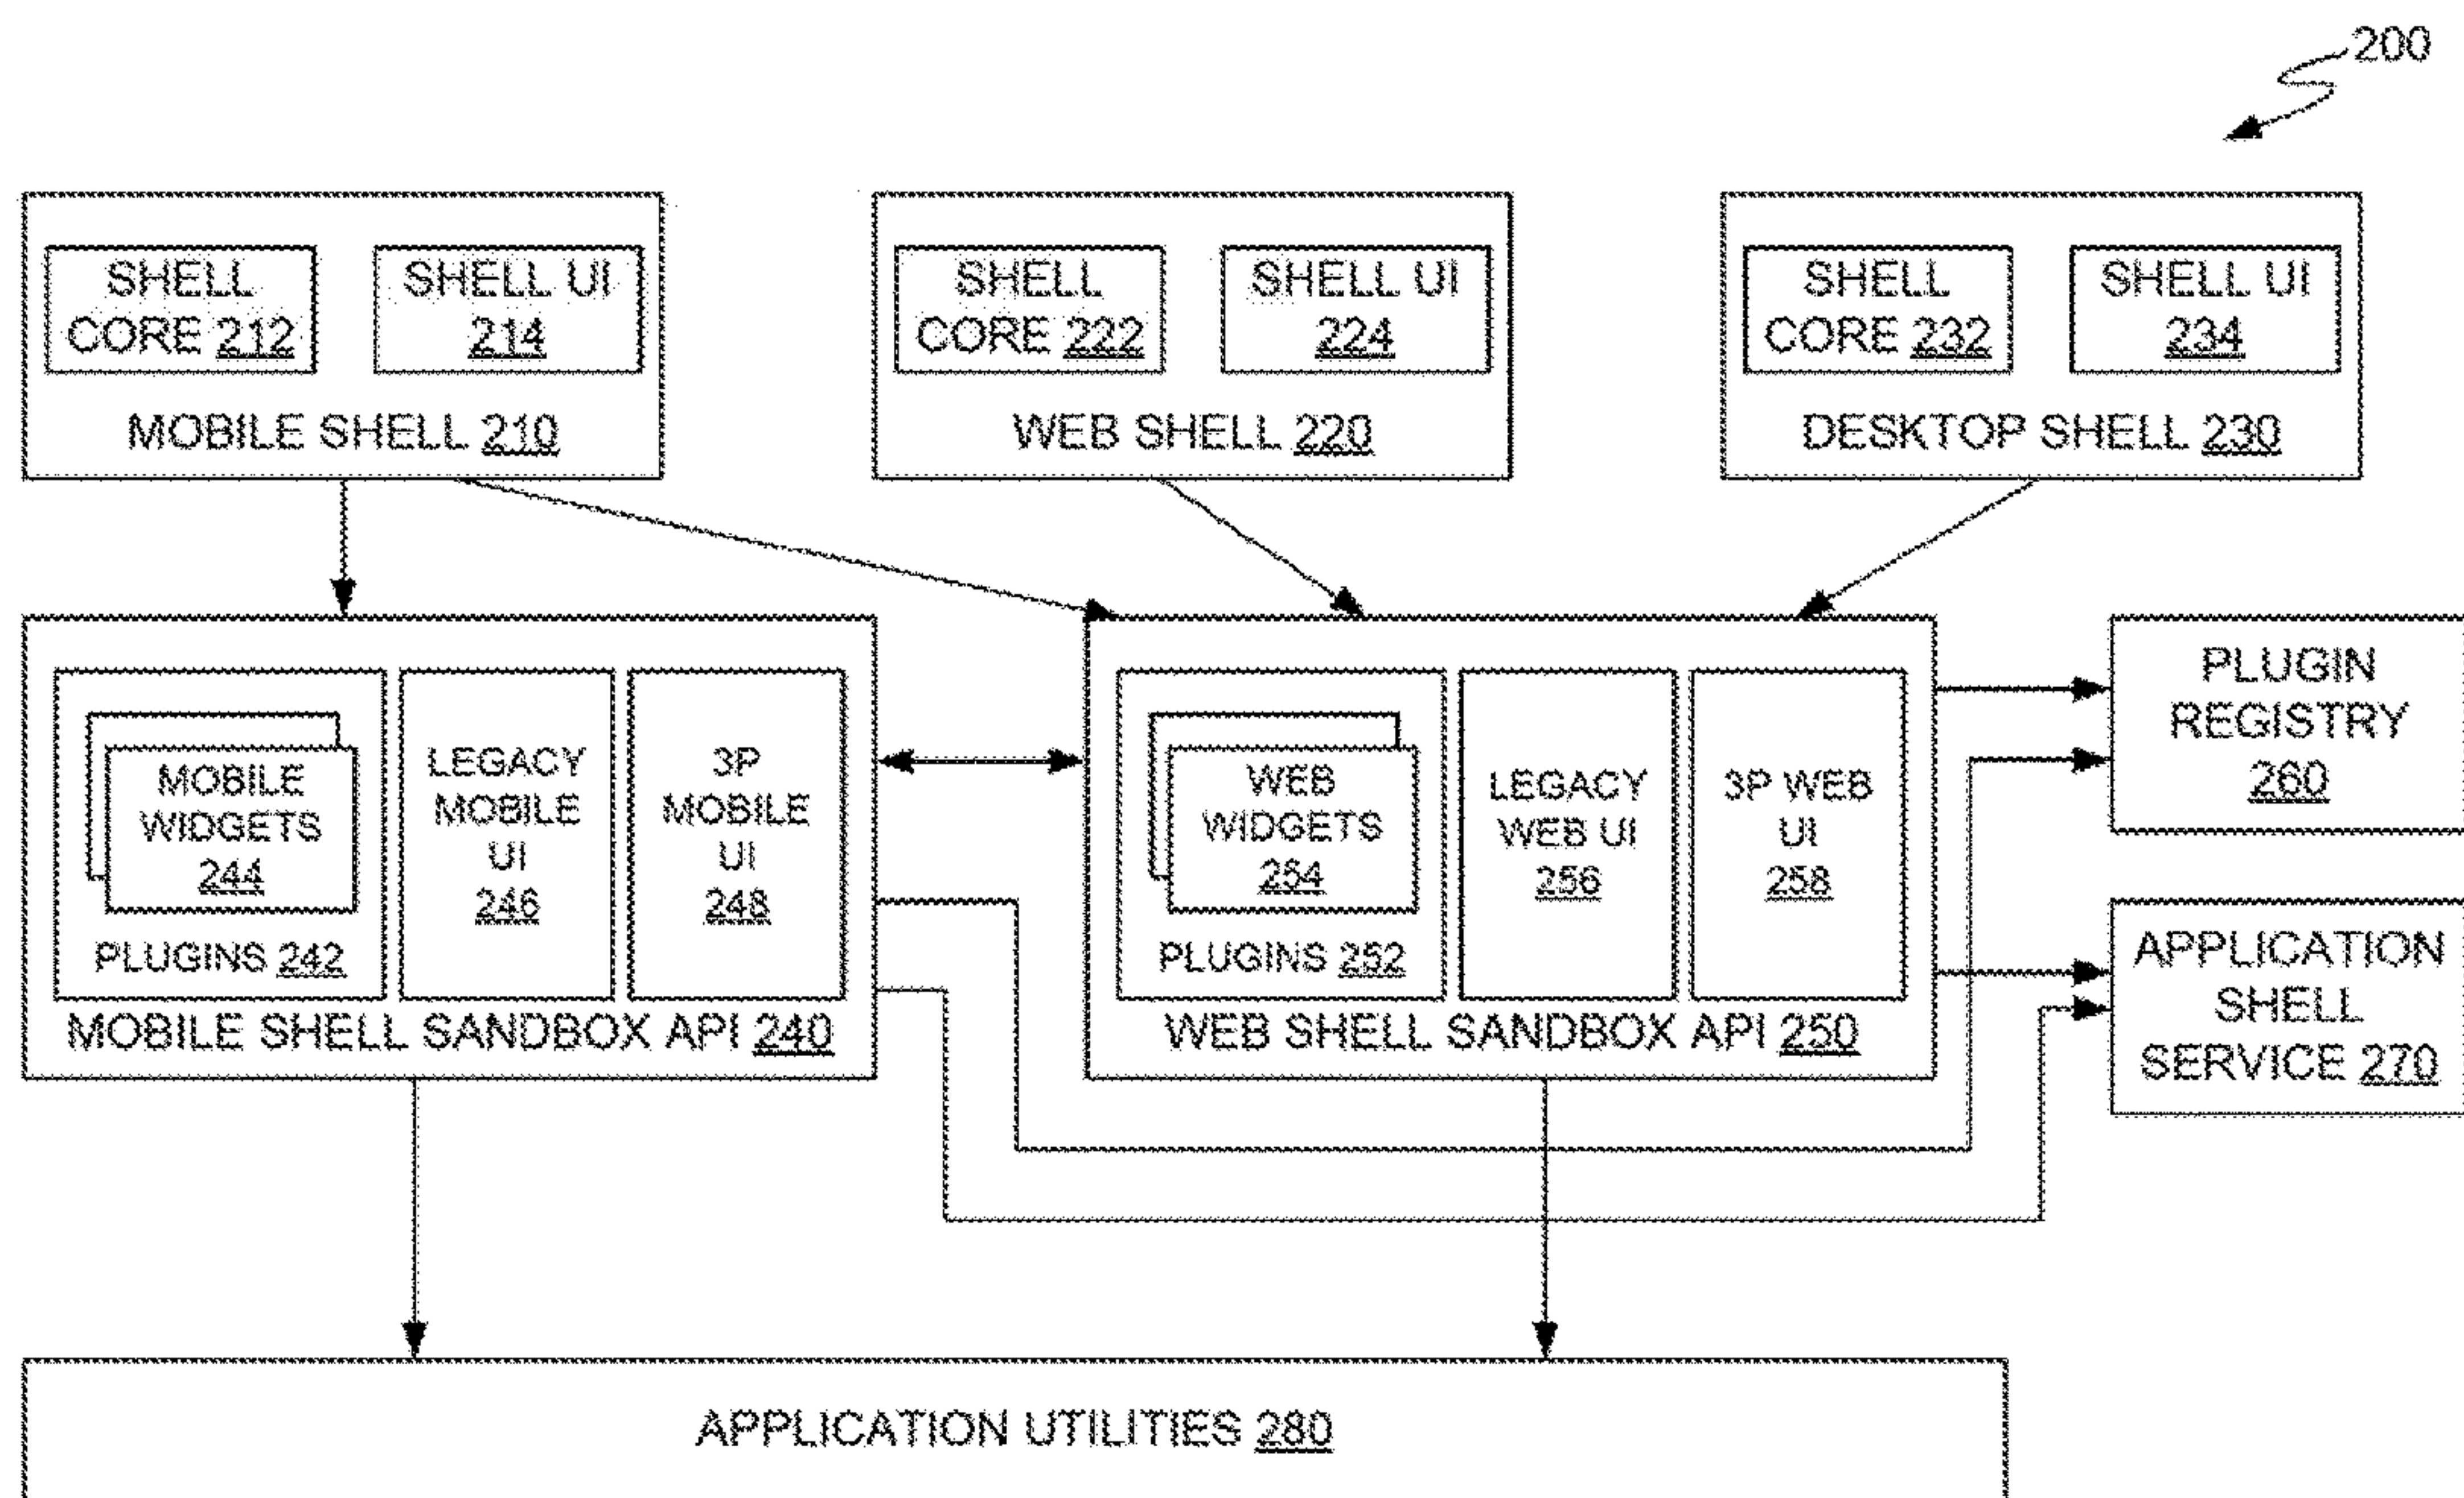 200
SHELL
CORE 212
SHELL UI
214
MOBILE SHELL 210
SHELL
CORE 222
SHELL UI
224
WEB SHELL 220
SHELL
CORE 232
SHELL UI
234
DESKTOP SHELL 230
MOBILE
WIDGETS
244
PLUGINS 242
LEGACY
MOBILE
UI
246
3P
MOBILE
UI
248
MOBILE SHELL SANDBOX API 240
WEB
WIDGETS
254
PLUGINS 252
LEGACY
WEB UI
256
3P WEB
UI
258
WEB SHELL SANDBOX API 250
PLUGIN
REGISTRY
260
APPLICATION
SHELL
SERVICE 270
APPLICATION UTILITIES 280